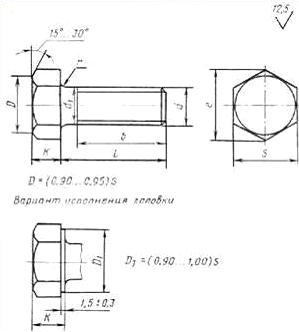 12,5
15°...30°
r
D
d₁
d
e
b
l
K
S
D=(0,90...0,95)S
Вариант исполнения головки
D₁
D₁=(0,90...1,00)S
1,5±0,3
K